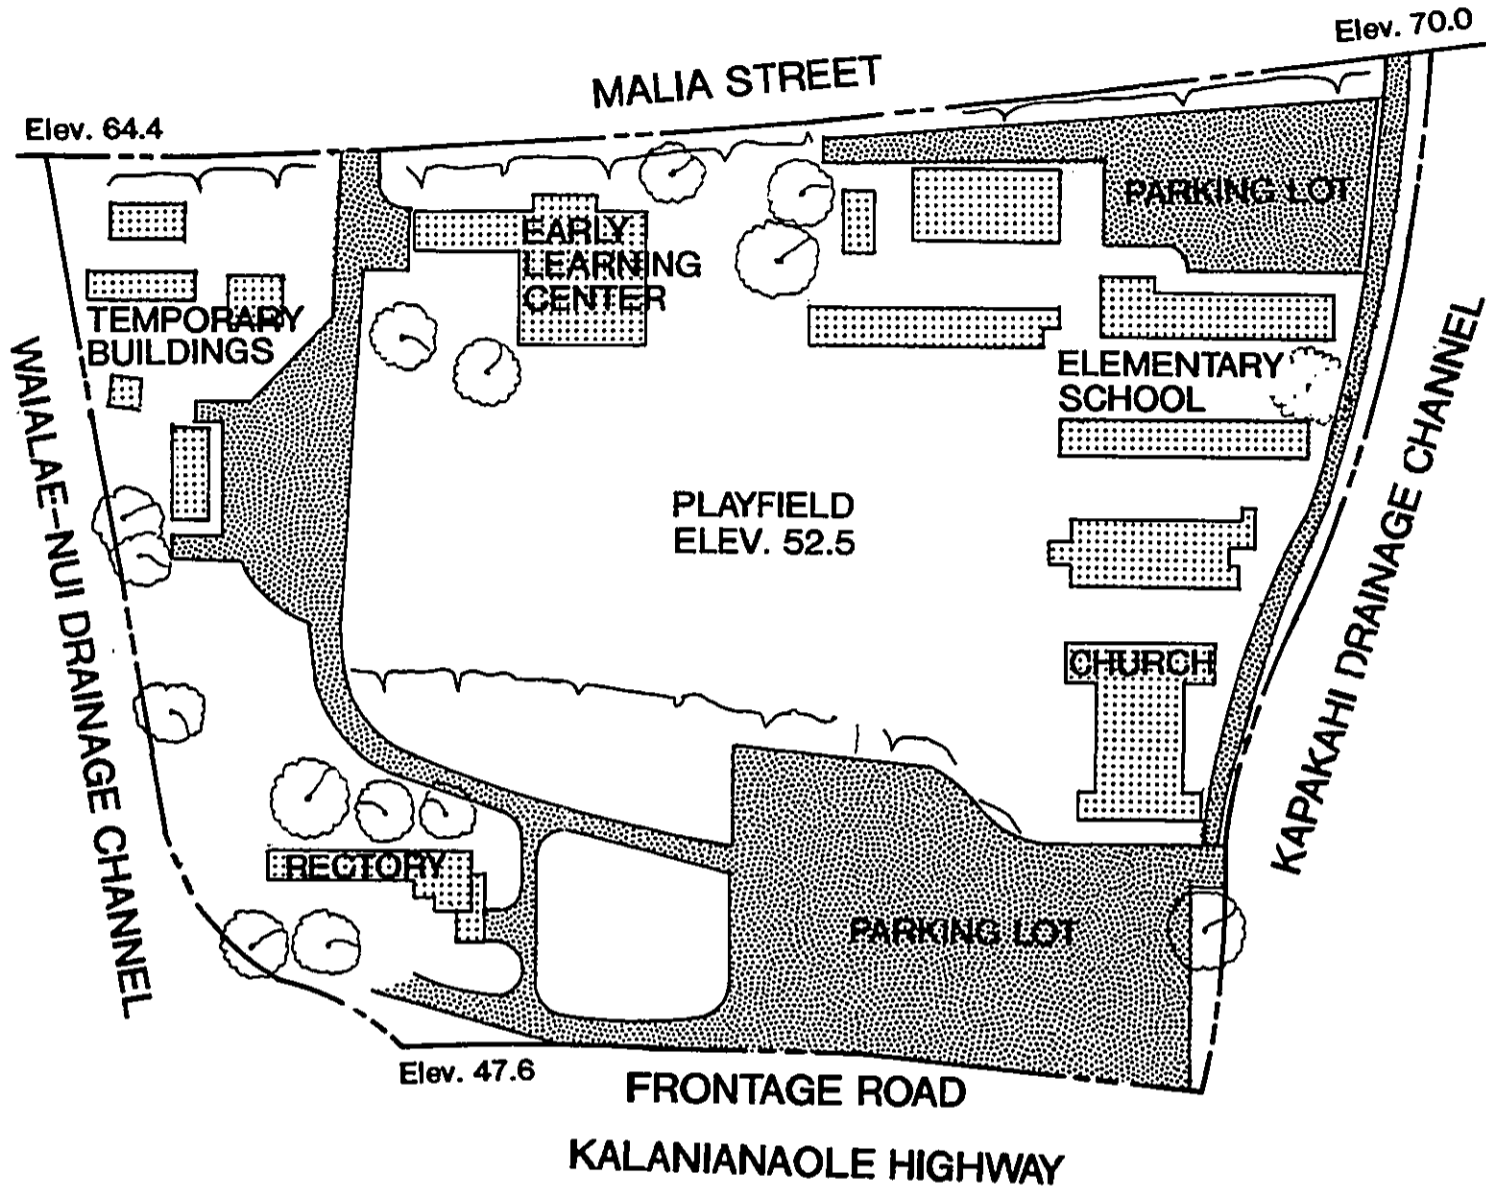 Elev. 70.0
MALIA STREET
Elev. 64.4
PARKING LOT
EARLY
LEARNING
CENTER
TEMPORARY
BUILDINGS
ELEMENTARY
SCHOOL
WAIALAE-NUI DRAINAGE CHANNEL
KAPAKAHI DRAINAGE CHANNEL
PLAYFIELD
ELEV. 52.5
CHURCH
RECTORY
PARKING LOT
Elev. 47.6
FRONTAGE ROAD
KALANIANAOLE HIGHWAY